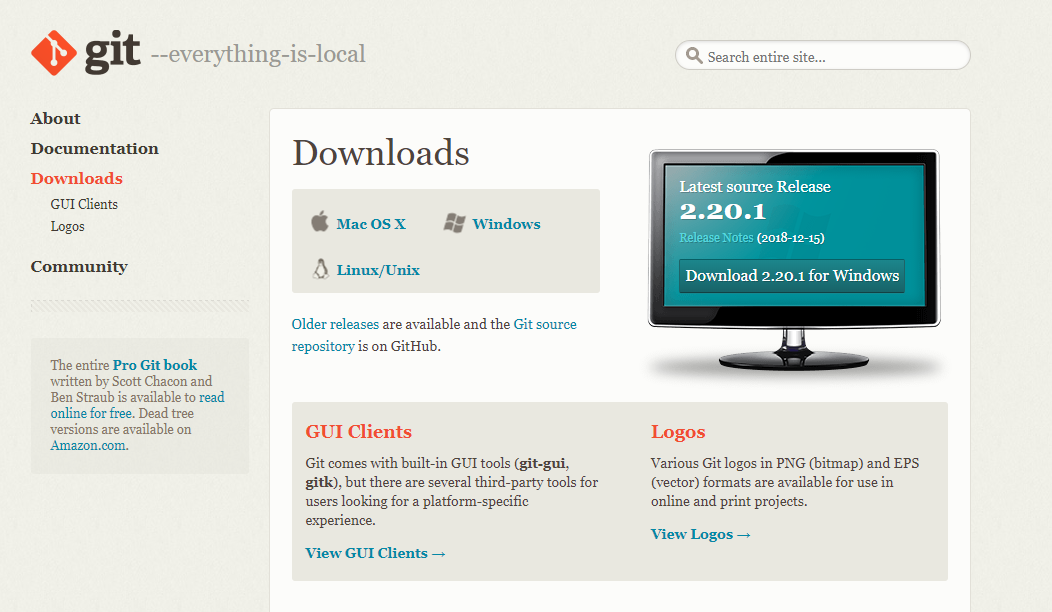 git --everything-is-local
Search entire site...
About
Documentation
Downloads
GUI Clients
Logos
Community
The entire Pro Git book
written by Scott Chacon and
Ben Straub is available to read
online for free. Dead tree
versions are available on
Amazon.com.
Downloads
Mac OS X
Windows
Linux/Unix
Older releases are available and the Git source
repository is on GitHub.
Latest source Release
2.20.1
Release Notes (2018-12-15)
Download 2.20.1 for Windows
GUI Clients
Git comes with built-in GUI tools (git-gui,
gitk), but there are several third-party tools for
users looking for a platform-specific
experience.
View GUI Clients →
Logos
Various Git logos in PNG (bitmap) and EPS
(vector) formats are available for use in
online and print projects.
View Logos →